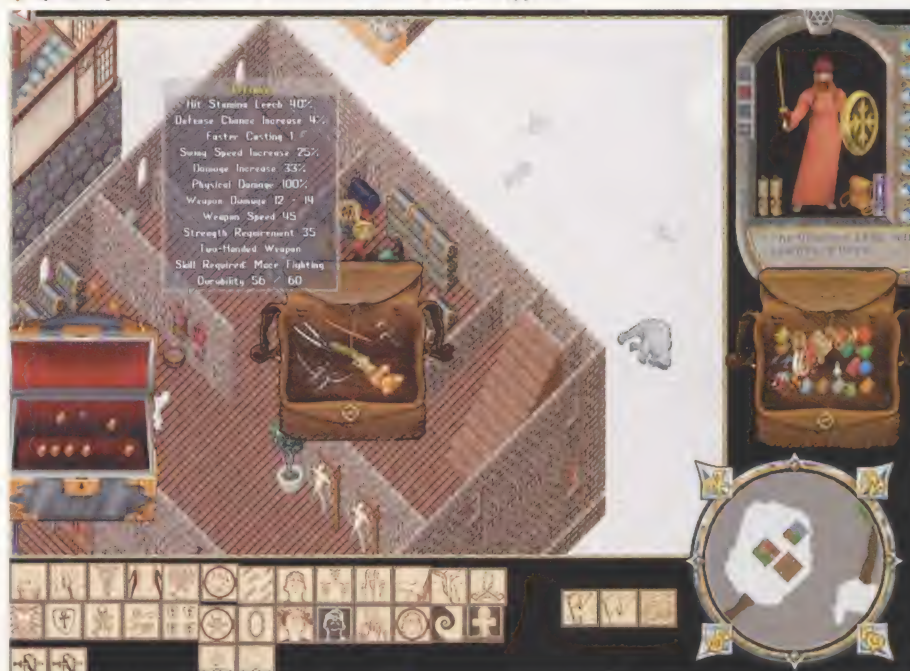 Hit Stamina Leech 40%
Defense Chance Increase 4%
Faster Casting 1
Swing Speed Increase 25%
Damage Increase 33%
Physical Damage 100%
Weapon Damage 12 - 14
Weapon Speed 45
Strength Requirement 35
Two-Handed Weapon
Skill Required: Mace Fighting
Durability 56 / 60